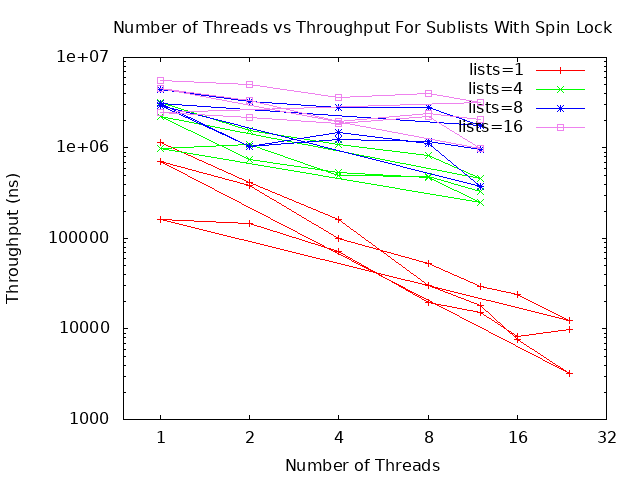 Number of Threads vs Throughput For Sublists With Spin Lock
1e+07
lists=1
lists=4
lists=8
lists=16
1e+06
100000
10000
1000
Throughput (ns)
1 2 4 8 16 32
Number of Threads